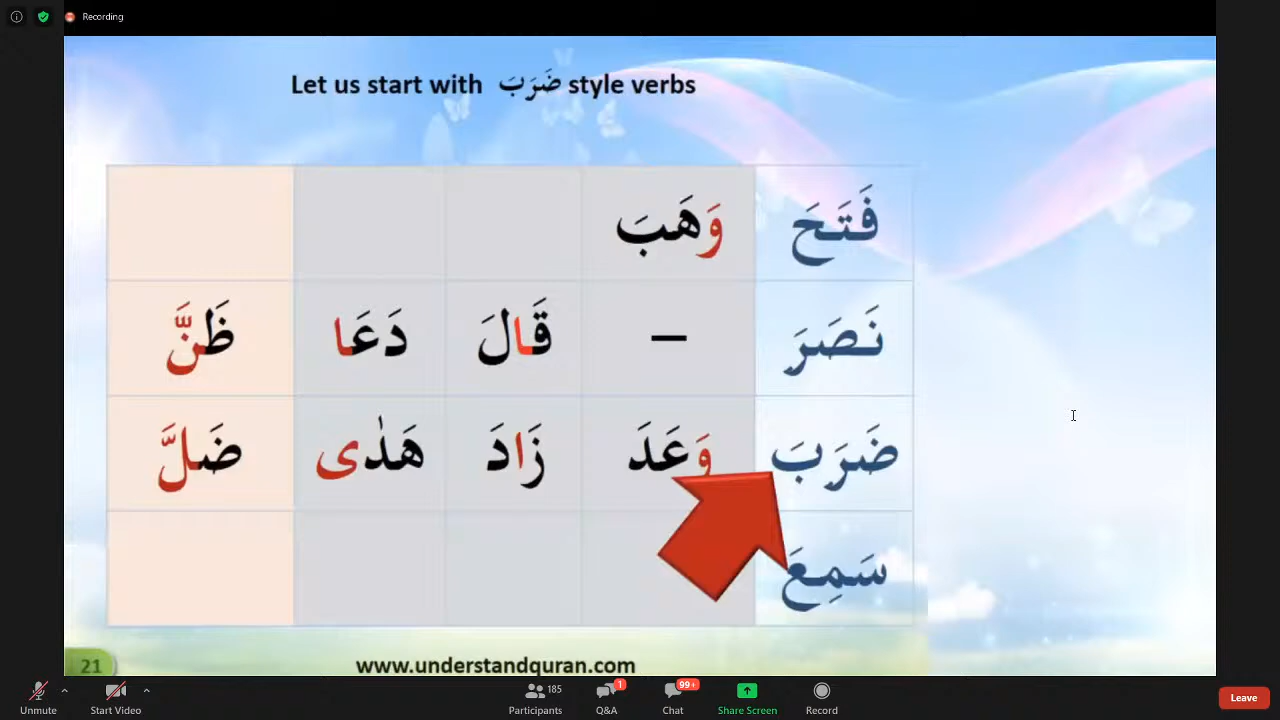 Recording
Let us start with ضَرَبَ style verbs
فَتَحَ وَهَبَ
نَصَرَ – قَالَ دَعَا ظَنَّ
ضَرَبَ وَعَدَ زَادَ هَدٰى ضَلَّ
سَمِعَ
21 www.understandquran.com
Unmute Start Video 185 Participants 1 Q&A 99+ Chat Share Screen Record Leave